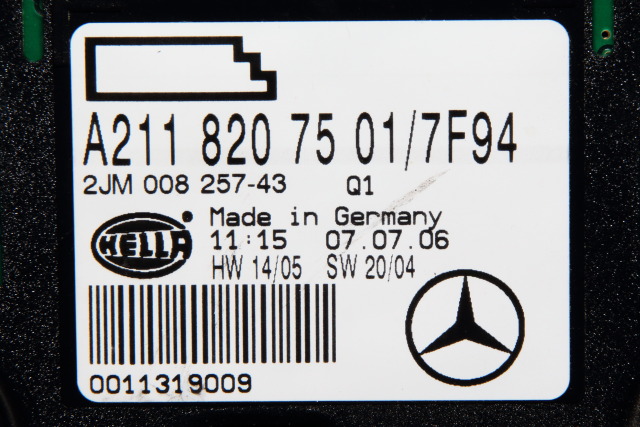 A211 820 75 01/7F94
2JM 008 257-43 Q1
HELLA
Made in Germany
11:15 07.07.06
HW 14/05 SW 20/04
0011319009